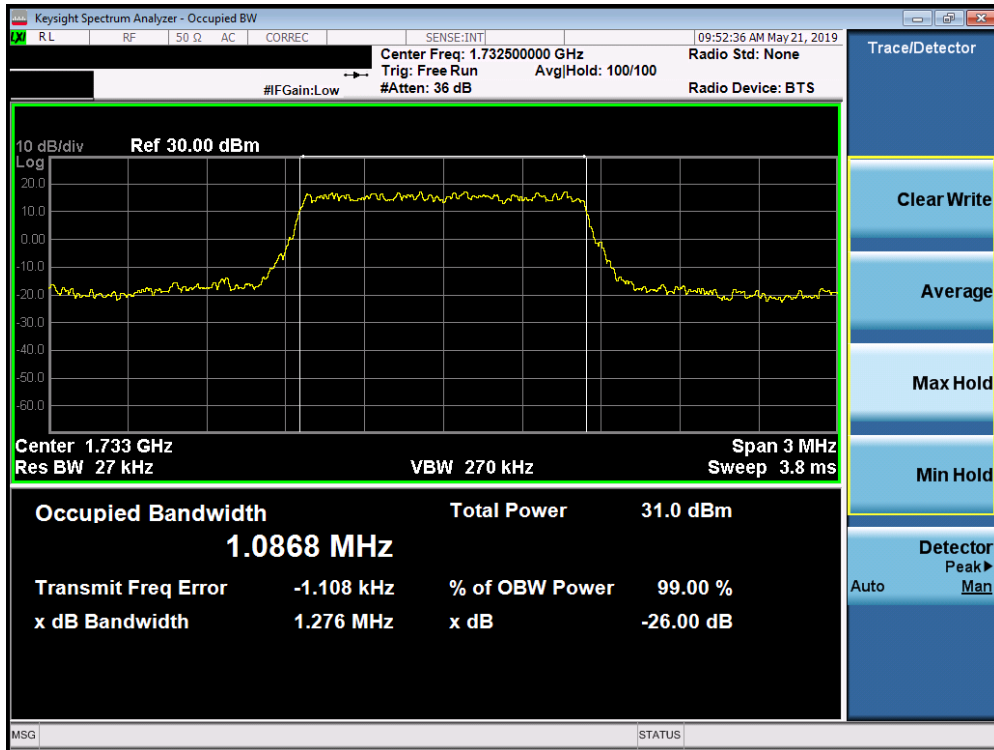 Keysight Spectrum Analyzer - Occupied BW
LXI RL RF 50 Ω AC CORREC SENSE:INT 09:52:36 AM May 21, 2019
Center Freq: 1.732500000 GHz Radio Std: None
Trig: Free Run Avg|Hold: 100/100
#IFGain:Low #Atten: 36 dB Radio Device: BTS
10 dB/div Ref 30.00 dBm
Log
20.0
10.0
0.00
-10.0
-20.0
-30.0
-40.0
-50.0
-60.0
Center 1.733 GHz Span 3 MHz
Res BW 27 kHz VBW 270 kHz Sweep 3.8 ms
Occupied Bandwidth Total Power 31.0 dBm
1.0868 MHz
Transmit Freq Error -1.108 kHz % of OBW Power 99.00 %
x dB Bandwidth 1.276 MHz x dB -26.00 dB
Trace/Detector
Clear Write
Average
Max Hold
Min Hold
Detector
Peak▶
Auto Man
MSG STATUS